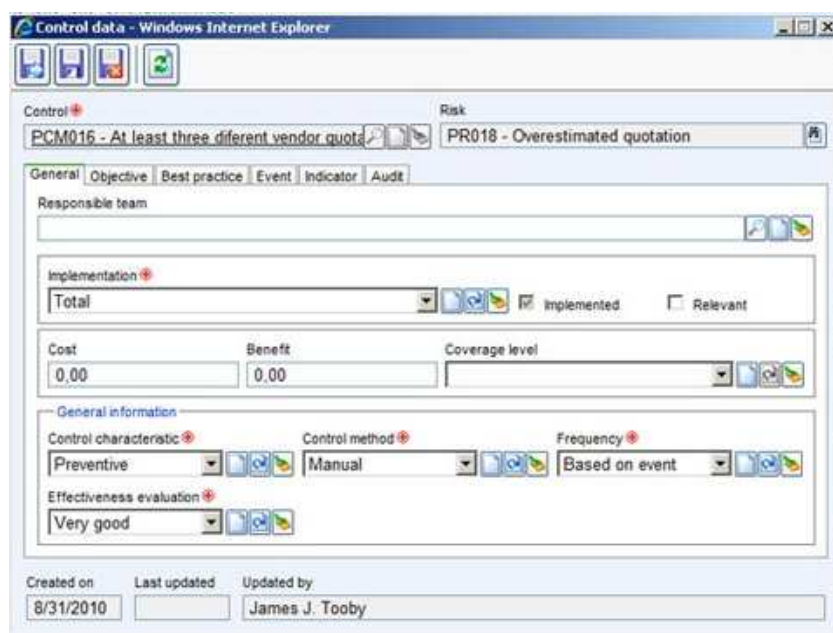 Control data - Windows Internet Explorer
Control Risk
PCM016 - At least three diferent vendor quota PR018 - Overestimated quotation
General Objective Best practice Event Indicator Audit
Responsible team
Implementation
Total Implemented Relevant
Cost Benefit Coverage level
0,00 0,00
General information
Control characteristic Control method Frequency
Preventive Manual Based on event
Effectiveness evaluation
Very good
Created on Last updated Updated by
8/31/2010 James J. Tooby